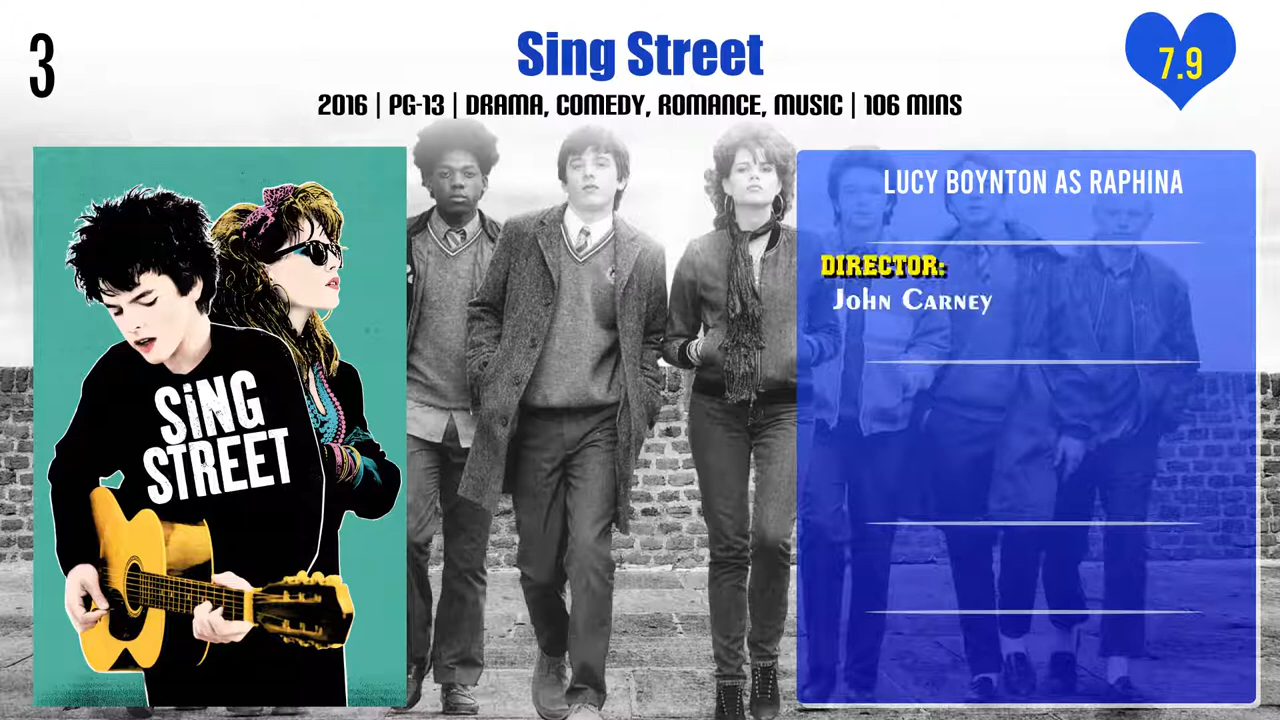 3
Sing Street
7.9
2016 | PG-13 | DRAMA, COMEDY, ROMANCE, MUSIC | 106 MINS
SiNG
STREET
LUCY BOYNTON AS RAPHINA
DIRECTOR:
John Carney